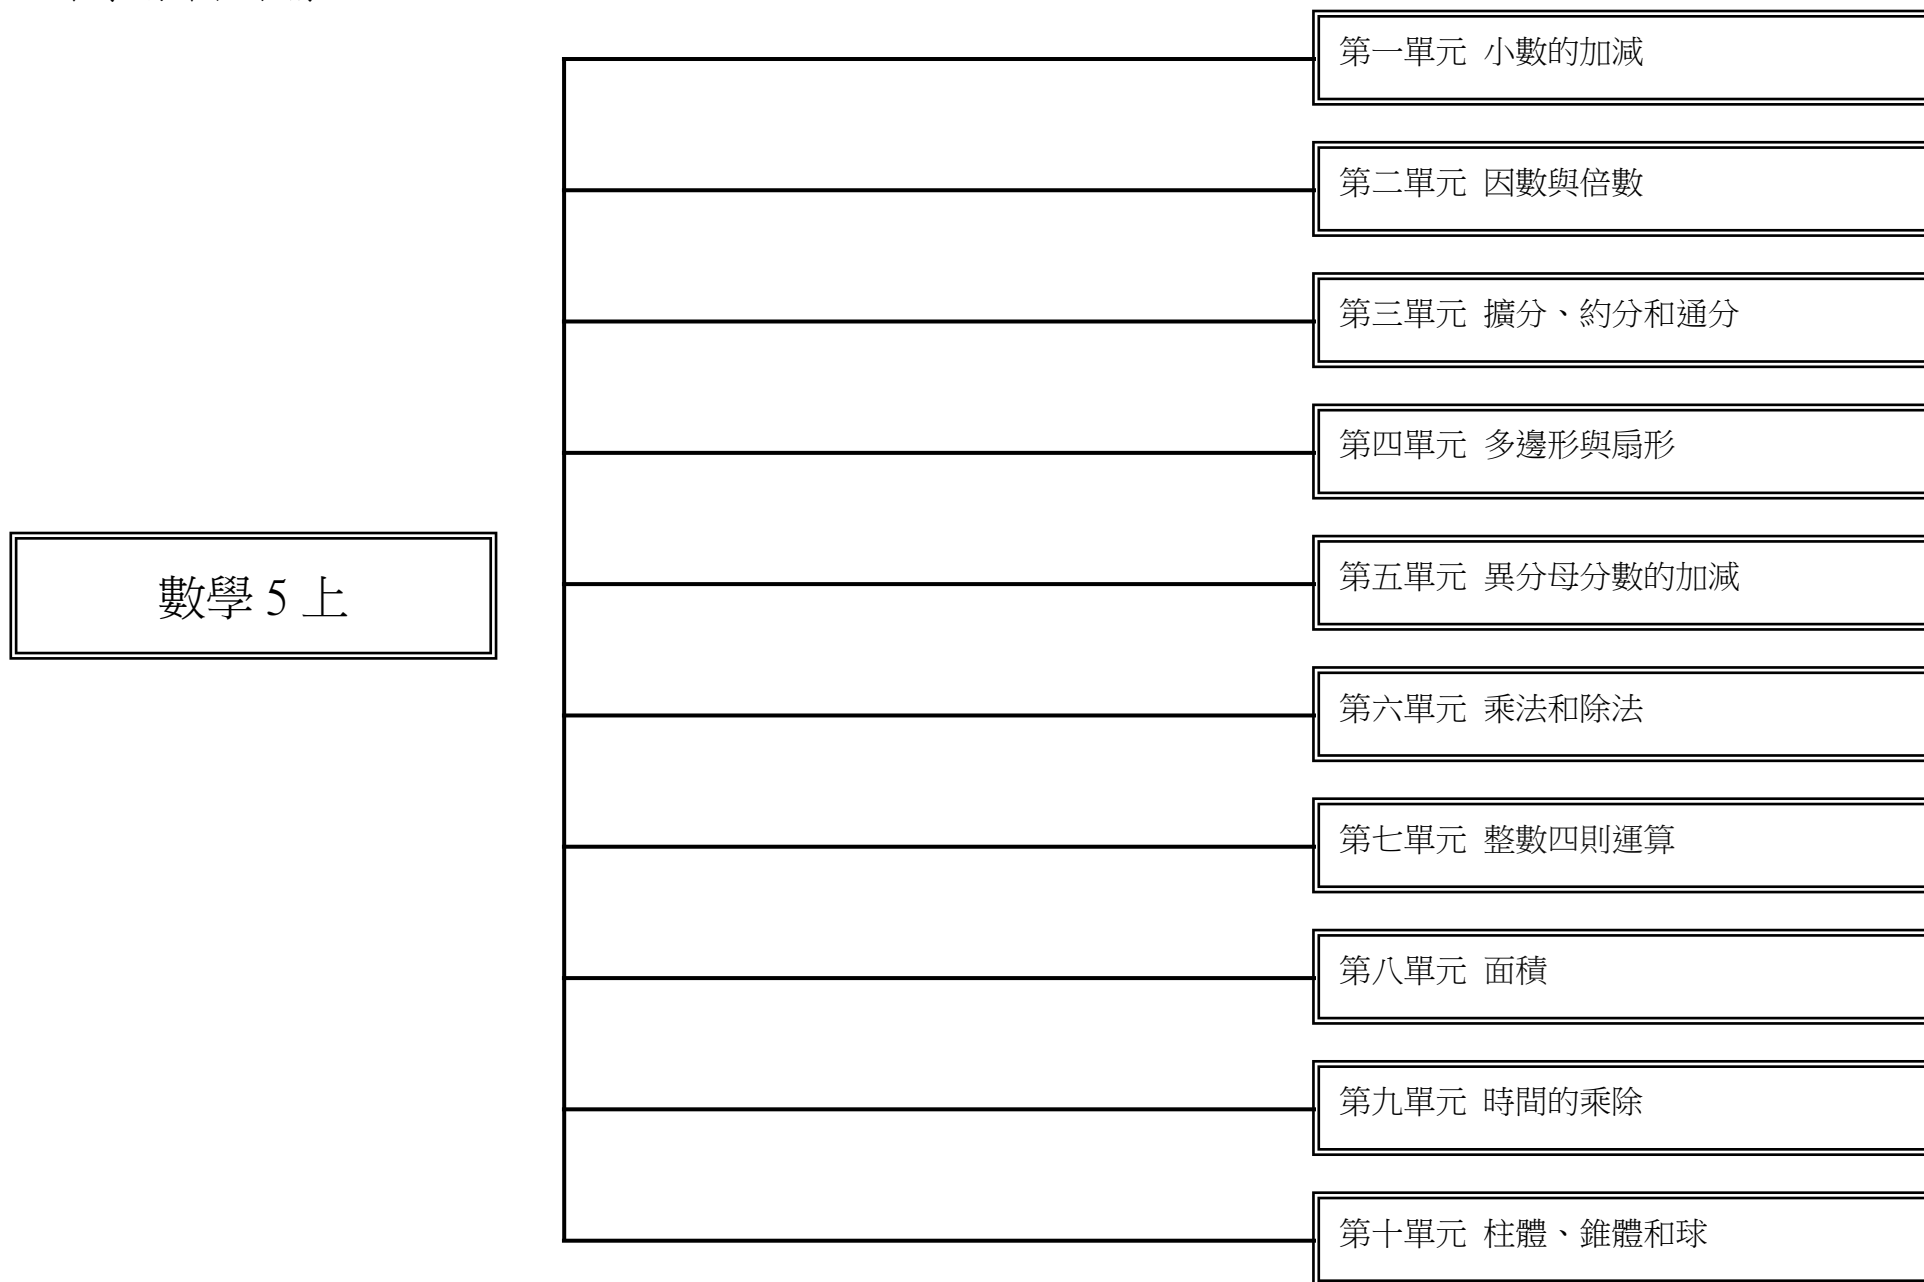 第一單元 小數的加減
第二單元 因數與倍數
第三單元 擴分、約分和通分
第四單元 多邊形與扇形
第五單元 異分母分數的加減
數學 5 上
第六單元 乘法和除法
第七單元 整數四則運算
第八單元 面積
第九單元 時間的乘除
第十單元 柱體、錐體和球